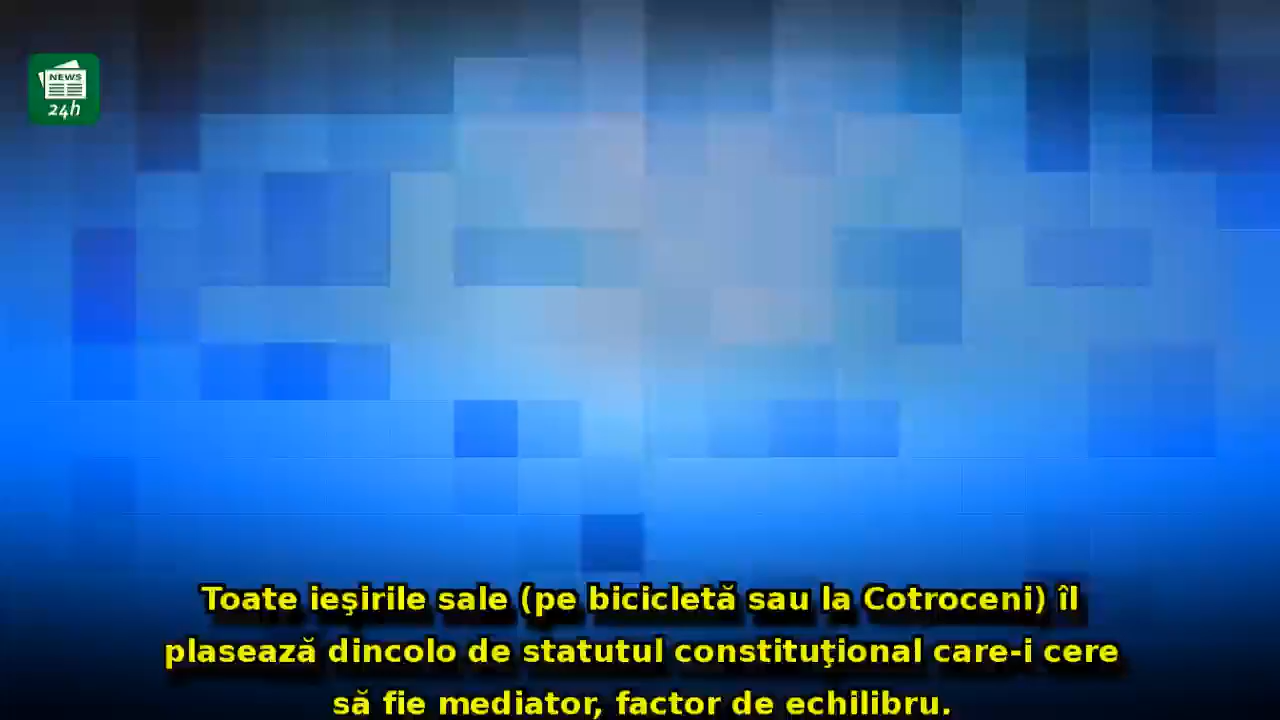 NEWS
24h
Toate ieşirile sale (pe bicicletă sau la Cotroceni) îl
plasează dincolo de statutul constituţional care-i cere
să fie mediator, factor de echilibru.